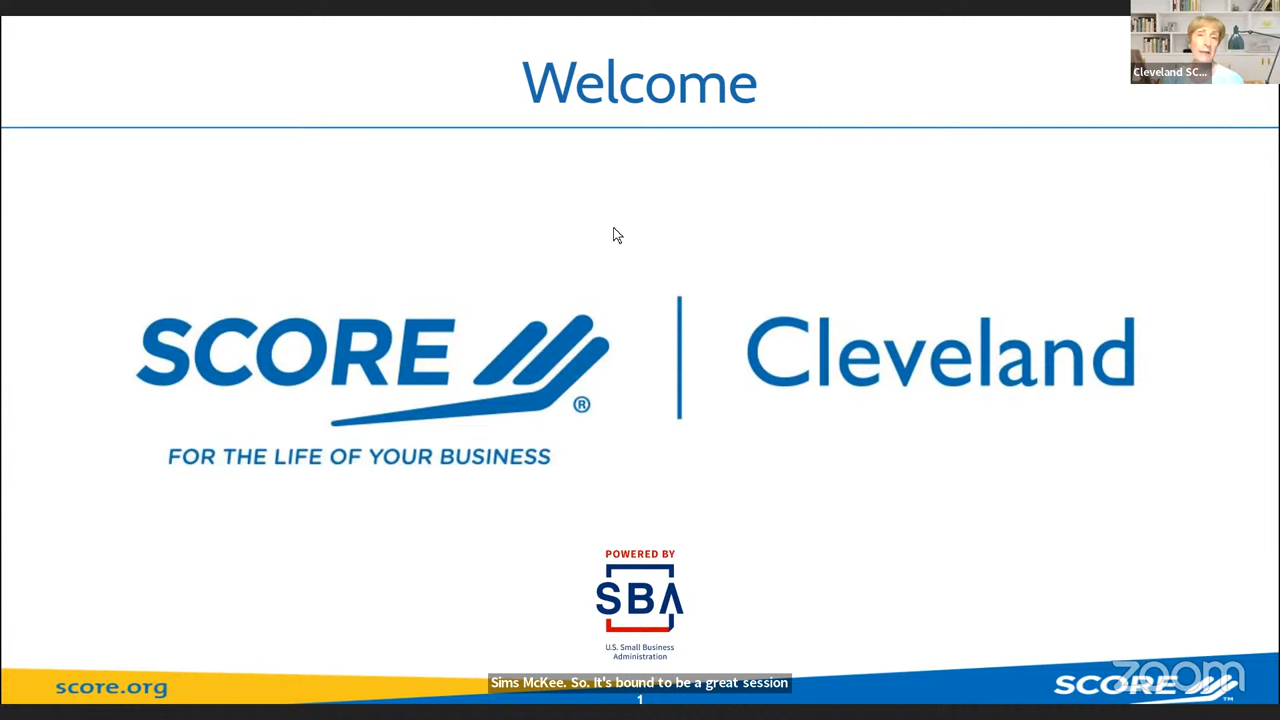 Welcome
Cleveland SC...
SCORE
®
Cleveland
FOR THE LIFE OF YOUR BUSINESS
POWERED BY
SBA
U.S. Small Business
Administration
score.org
Sims McKee. So. It's bound to be a great session
1
SCORE
TM
zoom